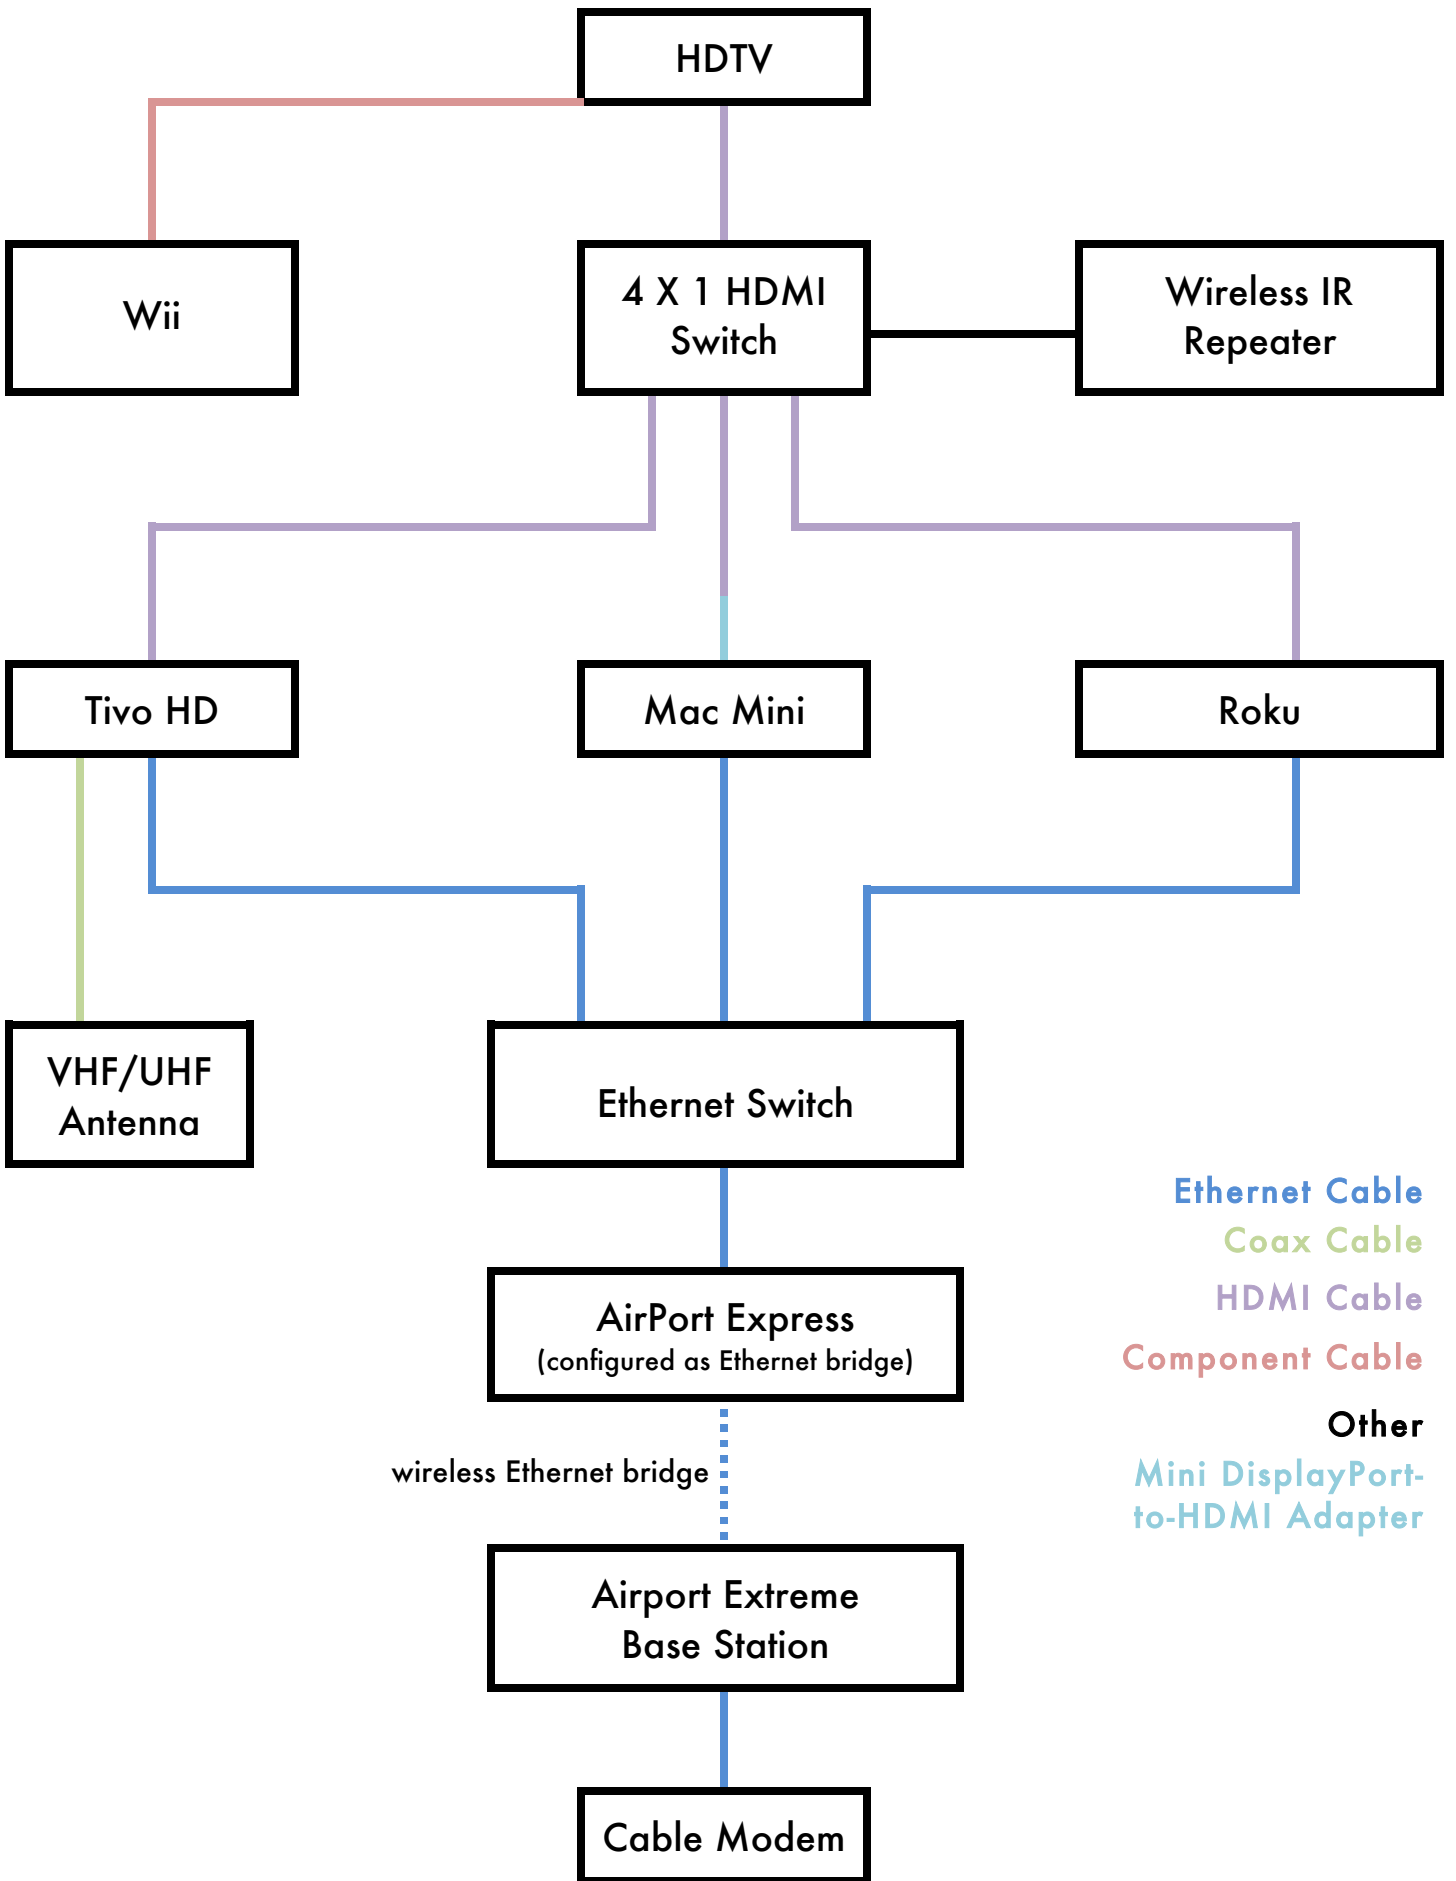 HDTV
Wii
4 X 1 HDMI
Switch
Wireless IR
Repeater
Tivo HD
Mac Mini
Roku
VHF/UHF
Antenna
Ethernet Switch
Ethernet Cable
Coax Cable
HDMI Cable
Component Cable
Other
Mini DisplayPort-
to-HDMI Adapter
AirPort Express
(configured as Ethernet bridge)
wireless Ethernet bridge
Airport Extreme
Base Station
Cable Modem